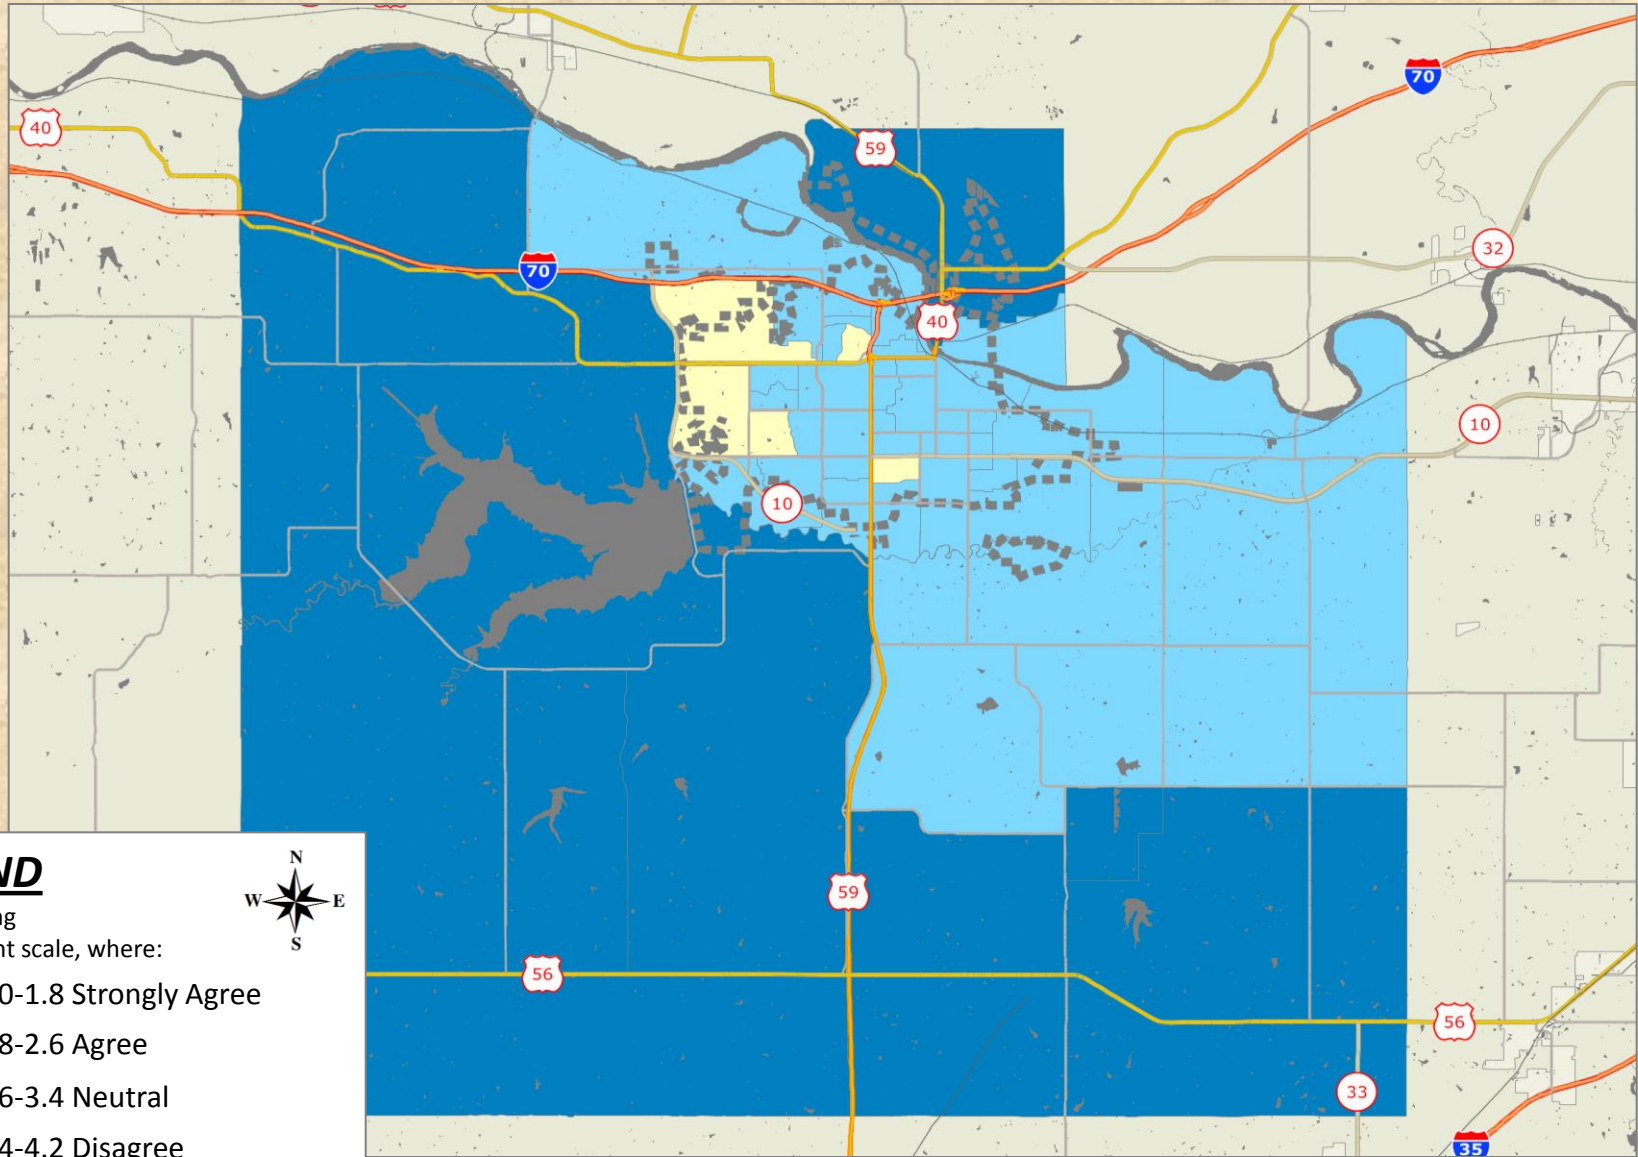 70
40
59
32
70
40
10
10
ND
N
W E
S
ng
nt scale, where:
59
0-1.8 Strongly Agree
56
8-2.6 Agree
56
6-3.4 Neutral
33
4-4.2 Disagree
35